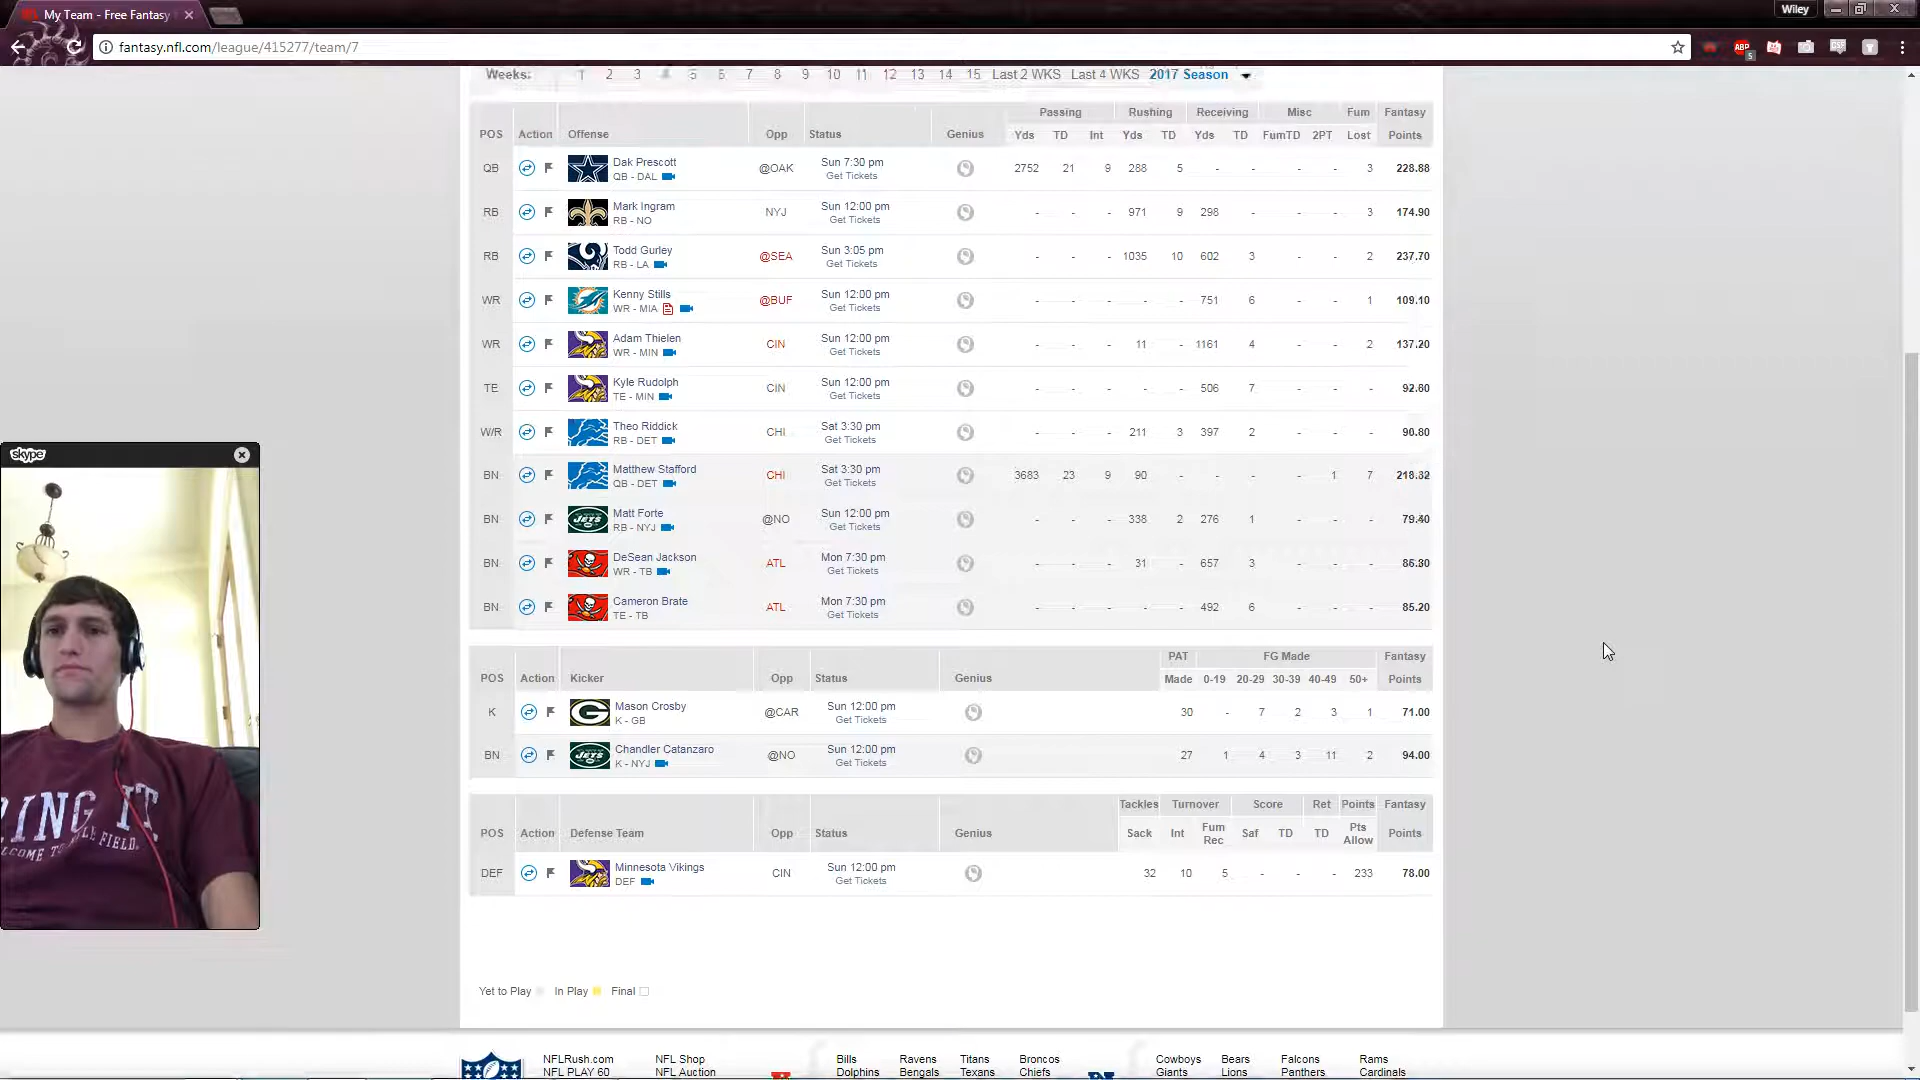 My Team - Free Fantasy
Wiley
fantasy.nfl.com/league/415277/team/7
ABP
5
Weeks: 1 2 3 4 5 6 7 8 9 10 11 12 13 14 15 Last 2 WKS Last 4 WKS 2017 Season
Passing Rushing Receiving Misc Fum Fantasy
POS Action Offense Opp Status Genius Yds TD Int Yds TD Yds TD FumTD 2PT Lost Points
QB Dak Prescott @OAK Sun 7:30 pm 2752 21 9 288 5 - - - - 3 228.88
QB - DAL Get Tickets
RB Mark Ingram NYJ Sun 12:00 pm - - - 971 9 298 - - - 3 174.90
RB - NO Get Tickets
RB Todd Gurley @SEA Sun 3:05 pm - - - 1035 10 602 3 - - 2 237.70
RB - LA Get Tickets
WR Kenny Stills @BUF Sun 12:00 pm - - - - - 751 6 - - 1 109.10
WR - MIA Get Tickets
WR Adam Thielen CIN Sun 12:00 pm - - - 11 - 1161 4 - - 2 137.20
WR - MIN Get Tickets
TE Kyle Rudolph CIN Sun 12:00 pm - - - - - 506 7 - - - 92.60
TE - MIN Get Tickets
W/R Theo Riddick CHI Sat 3:30 pm - - - 211 3 397 2 - - - 90.80
RB - DET Get Tickets
BN Matthew Stafford CHI Sat 3:30 pm 3683 23 9 90 - - - - 1 7 218.32
QB - DET Get Tickets
BN Matt Forte @NO Sun 12:00 pm - - - 338 2 276 1 - - - 79.40
RB - NYJ Get Tickets
BN DeSean Jackson ATL Mon 7:30 pm - - - 31 - 657 3 - - - 86.80
WR - TB Get Tickets
BN Cameron Brate ATL Mon 7:30 pm - - - - - 492 6 - - - 85.20
TE - TB Get Tickets
PAT FG Made Fantasy
POS Action Kicker Opp Status Genius Made 0-19 20-29 30-39 40-49 50+ Points
K Mason Crosby @CAR Sun 12:00 pm 30 - 7 2 3 1 71.00
K - GB Get Tickets
BN Chandler Catanzaro @NO Sun 12:00 pm 27 1 4 3 11 2 94.00
K - NYJ Get Tickets
Tackles Turnover Score Ret Points Fantasy
POS Action Defense Team Opp Status Genius Sack Int Fum Rec Saf TD TD Pts Allow Points
DEF Minnesota Vikings CIN Sun 12:00 pm 32 10 5 - - - 233 78.00
DEF Get Tickets
Yet to Play In Play Final
NFLRush.com NFL Shop Bills Ravens Titans Broncos Cowboys Bears Falcons Rams
NFL PLAY 60 NFL Auction Dolphins Bengals Texans Chiefs Giants Lions Panthers Cardinals
skype